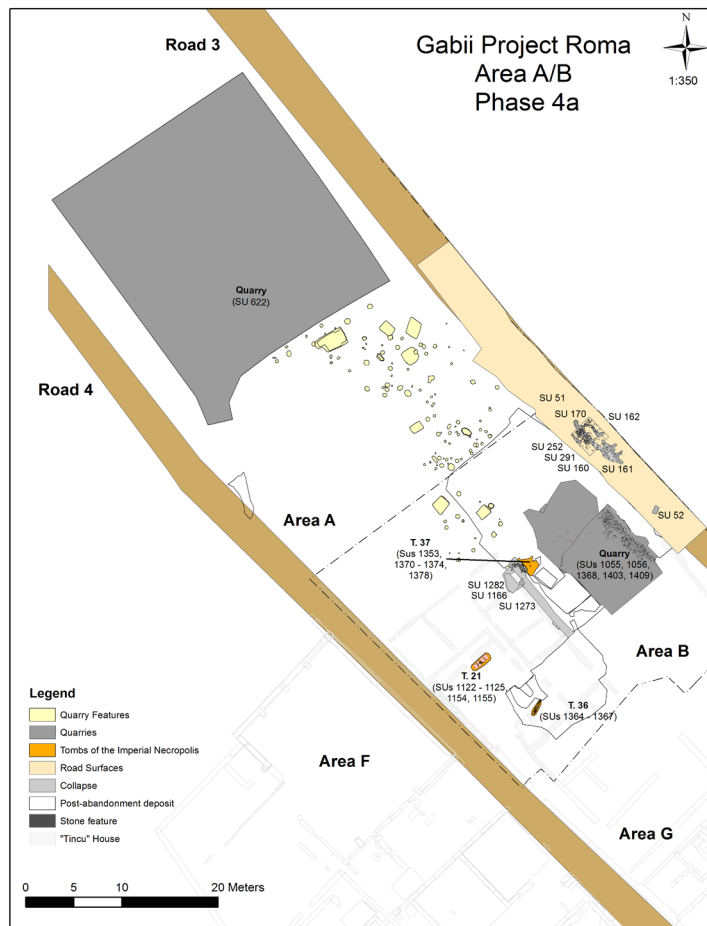 Road 3
Gabii Project Roma
Area A/B
Phase 4a
N
1:350
Quarry
(SU 622)
Road 4
SU 51
SU 170
SU 162
SU 252
SU 291
SU 160
SU 161
SU 52
Area A
T. 37
(Sus 1353,
1370 - 1374,
1378)
Quarry
(SUs 1055, 1056,
1368, 1403, 1409)
SU 1282
SU 1166
SU 1273
Area B
T. 21
(SUs 1122 - 1125,
1154, 1155)
T. 36
(SUs 1364 - 1367)
Legend
Quarry Features
Quarries
Tombs of the Imperial Necropolis
Road Surfaces
Collapse
Post-abandonment deposit
Stone feature
"Tincu" House
Area F
Area G
0 5 10 20 Meters